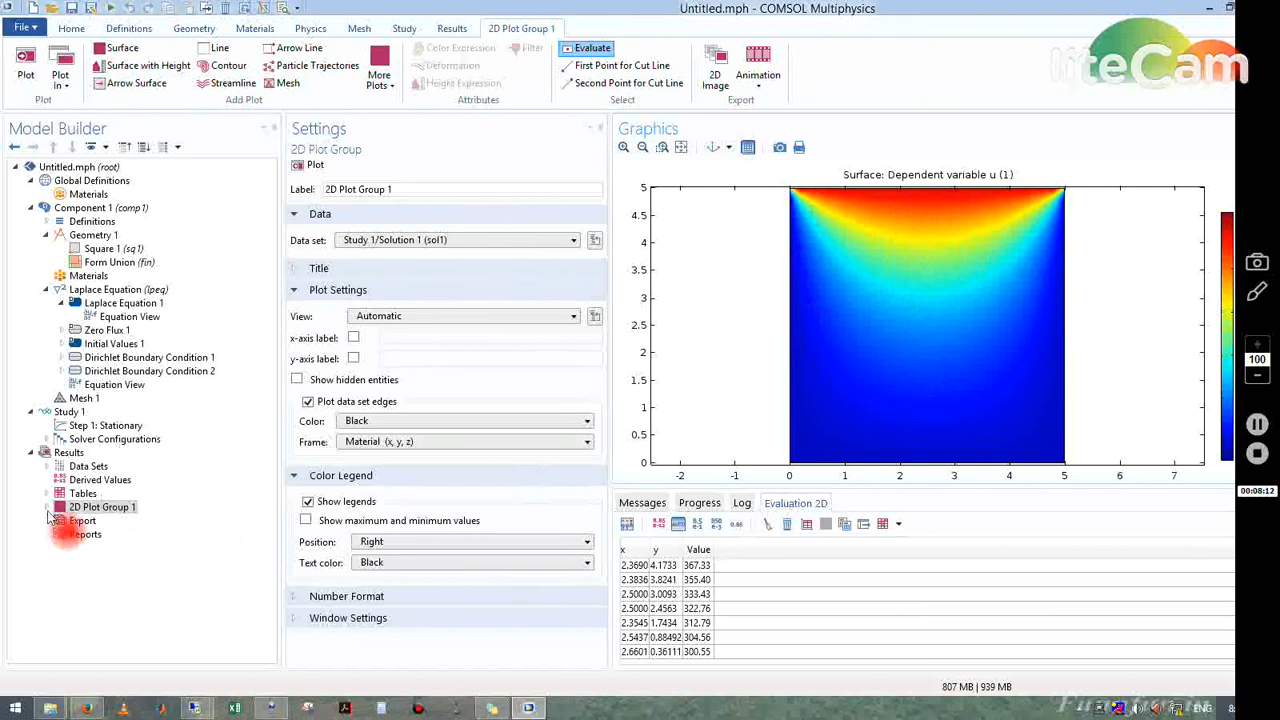 Untitled.mph - COMSOL Multiphysics
File Home Definitions Geometry Materials Physics Mesh Study Results 2D Plot Group 1
Surface Line Arrow Line Color Expression Filter Evaluate
Surface with Height Contour Particle Trajectories Deformation First Point for Cut Line
Arrow Surface Streamline Mesh Height Expression Second Point for Cut Line
Plot Plot In More Plots 2D Image Animation
Plot Add Plot Attributes Select Export
liteCam
Model Builder
Untitled.mph (root)
Global Definitions
Materials
Component 1 (comp1)
Definitions
Geometry 1
Square 1 (sq1)
Form Union (fin)
Materials
Laplace Equation (lpeq)
Laplace Equation 1
Equation View
Zero Flux 1
Initial Values 1
Dirichlet Boundary Condition 1
Dirichlet Boundary Condition 2
Equation View
Mesh 1
Study 1
Step 1: Stationary
Solver Configurations
Results
Data Sets
Derived Values
Tables
2D Plot Group 1
Export
Reports
Settings
2D Plot Group
Plot
Label: 2D Plot Group 1
Data
Data set: Study 1/Solution 1 (sol1)
Title
Plot Settings
View: Automatic
x-axis label:
y-axis label:
Show hidden entities
Plot data set edges
Color: Black
Frame: Material (x, y, z)
Color Legend
Show legends
Show maximum and minimum values
Position: Right
Text color: Black
Number Format
Window Settings
Graphics
Surface: Dependent variable u (1)
5
4.5
4
3.5
3
2.5
2
1.5
1
0.5
0
-2 -1 0 1 2 3 4 5 6 7
Messages Progress Log Evaluation 2D
x y Value
2.3690 4.1733 367.33
2.3836 3.8241 355.40
2.5000 3.0093 333.43
2.5000 2.4563 322.76
2.3545 1.7434 312.79
2.5437 0.88492 304.56
2.6601 0.36111 300.55
807 MB | 939 MB
100
00:08:12
ENG